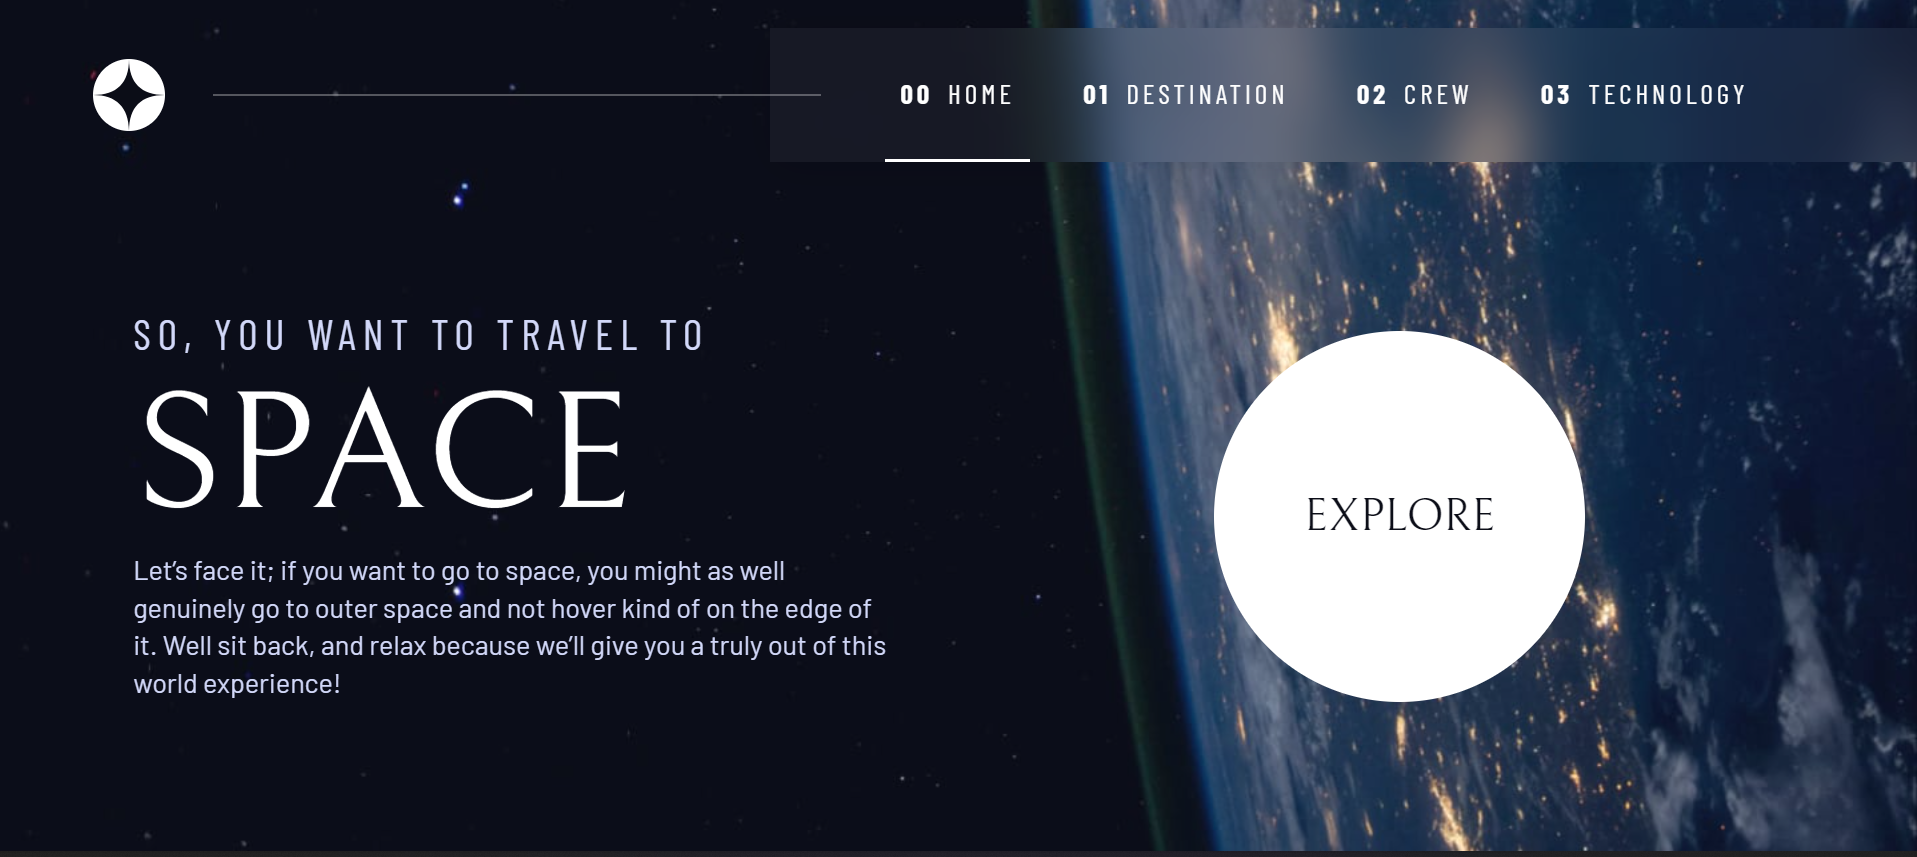 00 HOME 01 DESTINATION 02 CREW 03 TECHNOLOGY
SO, YOU WANT TO TRAVEL TO
SPACE
Let’s face it; if you want to go to space, you might as well
genuinely go to outer space and not hover kind of on the edge of
it. Well sit back, and relax because we’ll give you a truly out of this
world experience!
EXPLORE